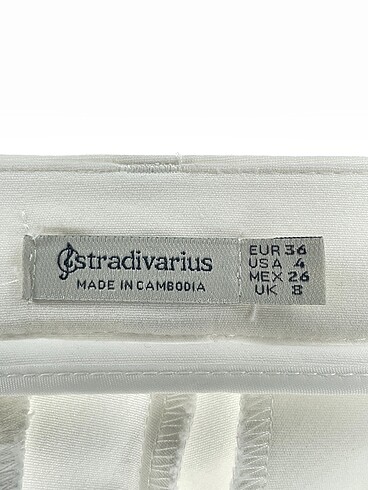 stradivarius
MADE IN CAMBODIA
EUR 36
USA 4
MEX 26
UK 8